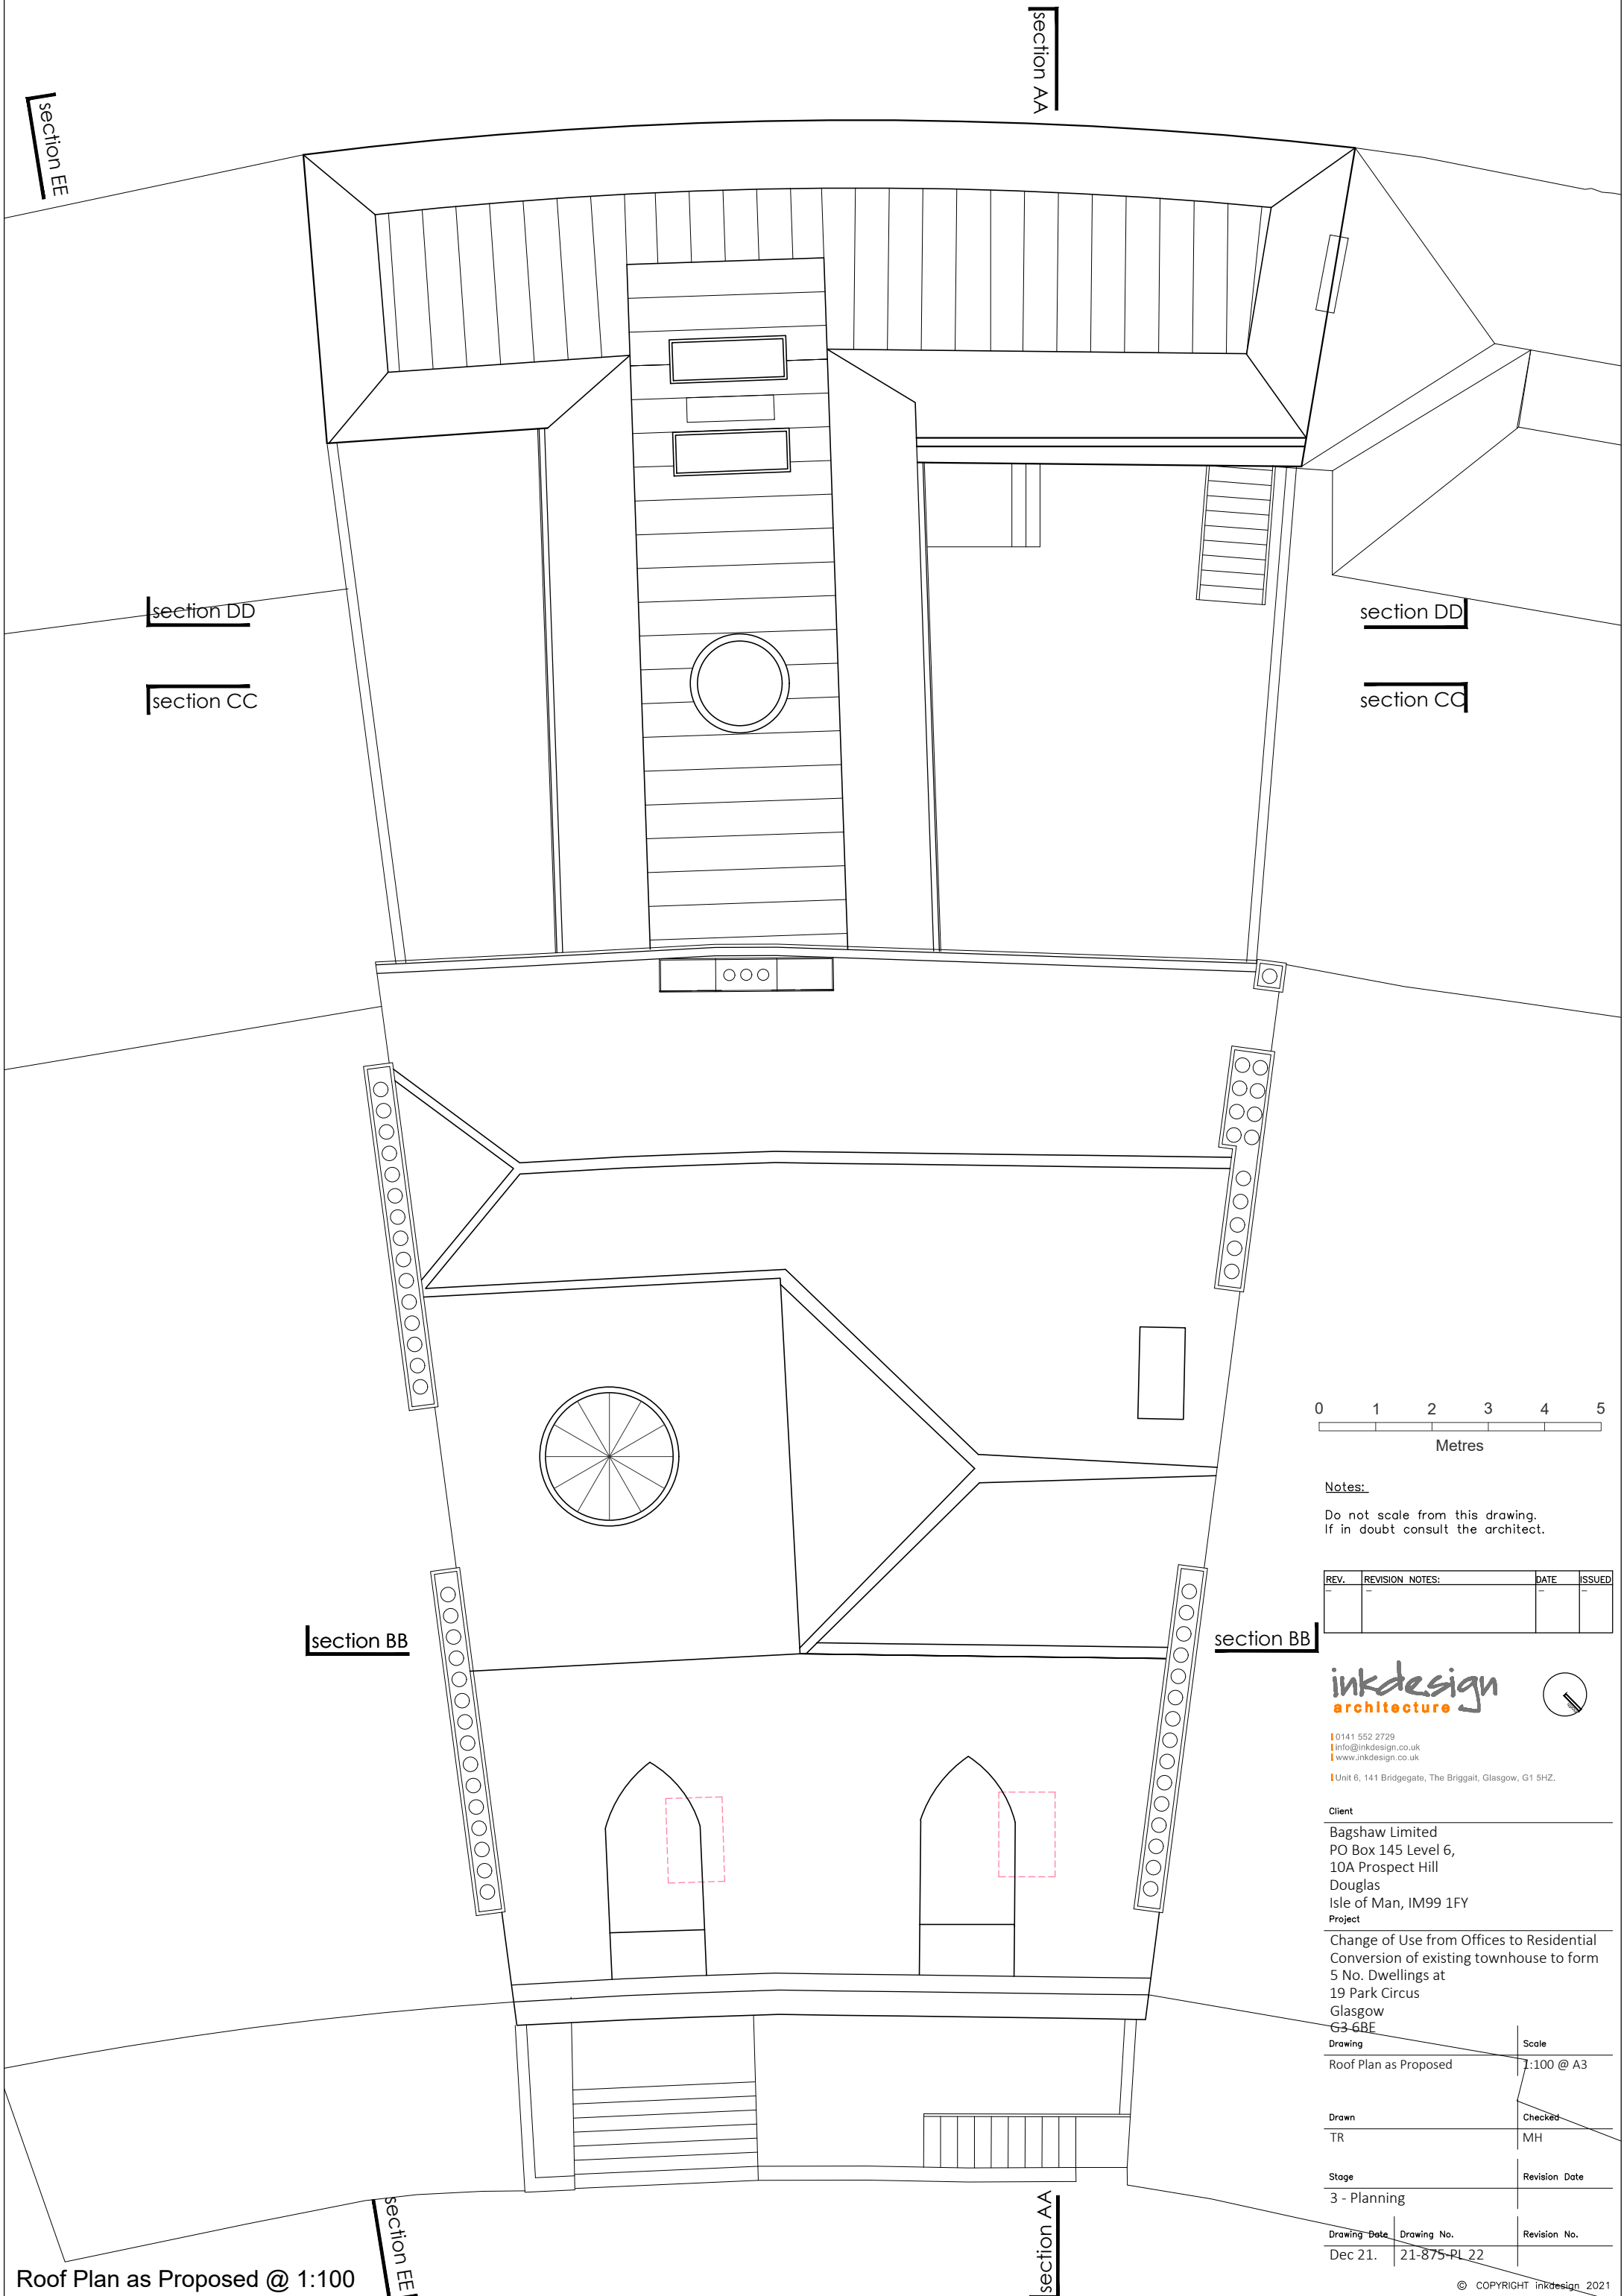 section AA
section EE
section DD
section DD
section CC
section CC
0 1 2 3 4 5
Metres
Notes:
Do not scale from this drawing.
If in doubt consult the architect.
REV. REVISION NOTES: DATE ISSUED
– – – –
section BB
section BB
inkdesign
architecture
0141 552 2729
info@inkdesign.co.uk
www.inkdesign.co.uk
Unit 6, 141 Bridgegate, The Briggait, Glasgow, G1 5HZ.
Client
Bagshaw Limited
PO Box 145 Level 6,
10A Prospect Hill
Douglas
Isle of Man, IM99 1FY
Project
Change of Use from Offices to Residential
Conversion of existing townhouse to form
5 No. Dwellings at
19 Park Circus
Glasgow
G3 6BE
Drawing Scale
Roof Plan as Proposed 1:100 @ A3
Drawn Checked
TR MH
Stage Revision Date
3 - Planning
Drawing Date Drawing No. Revision No.
Dec 21. 21-875-PL 22
section EE
section AA
Roof Plan as Proposed @ 1:100
© COPYRIGHT inkdesign 2021